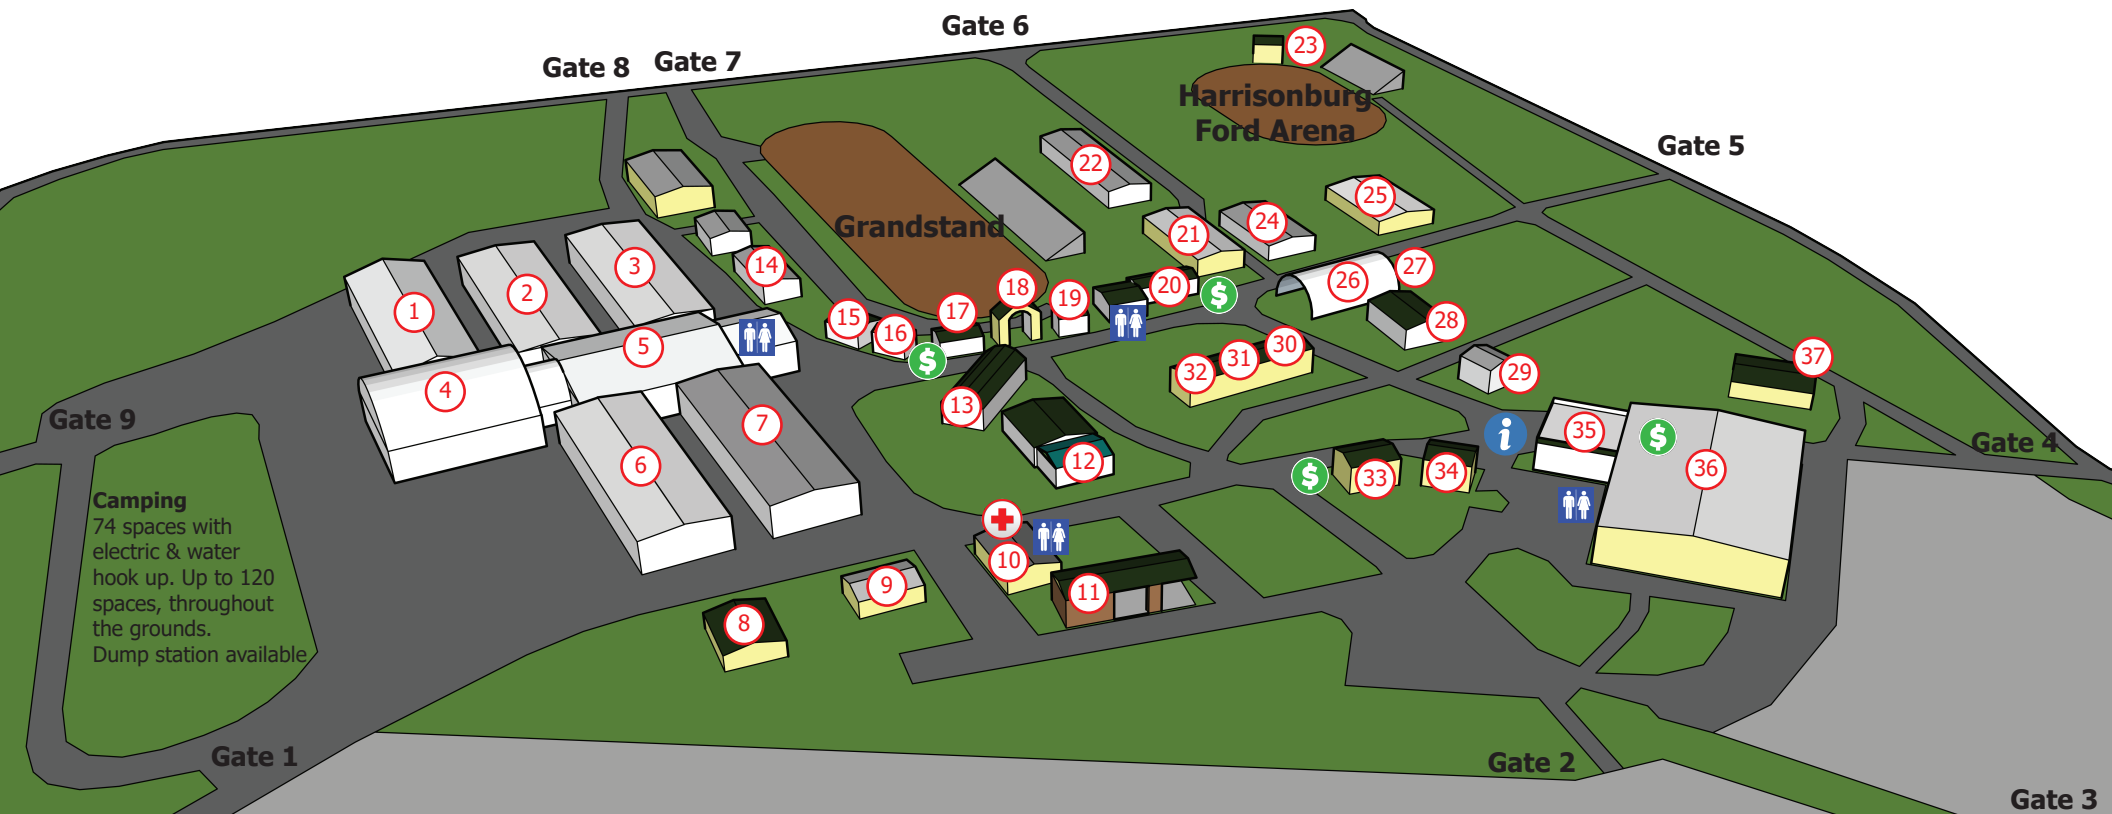 Gate 6
Gate 8
Gate 7
23
Harrisonburg
Ford Arena
Gate 5
22
25
Grandstand
24
21
3
14
27
26
2
20
18
19
1
17
15
16
28
5
30
31
32
37
29
4
13
Gate 9
7
35
Gate 4
12
6
33
34
36
i
$
$
$
$
Camping
74 spaces with
electric & water
hook up. Up to 120
spaces, throughout
the grounds.
Dump station available
10
9
11
8
Gate 1
Gate 2
Gate 3